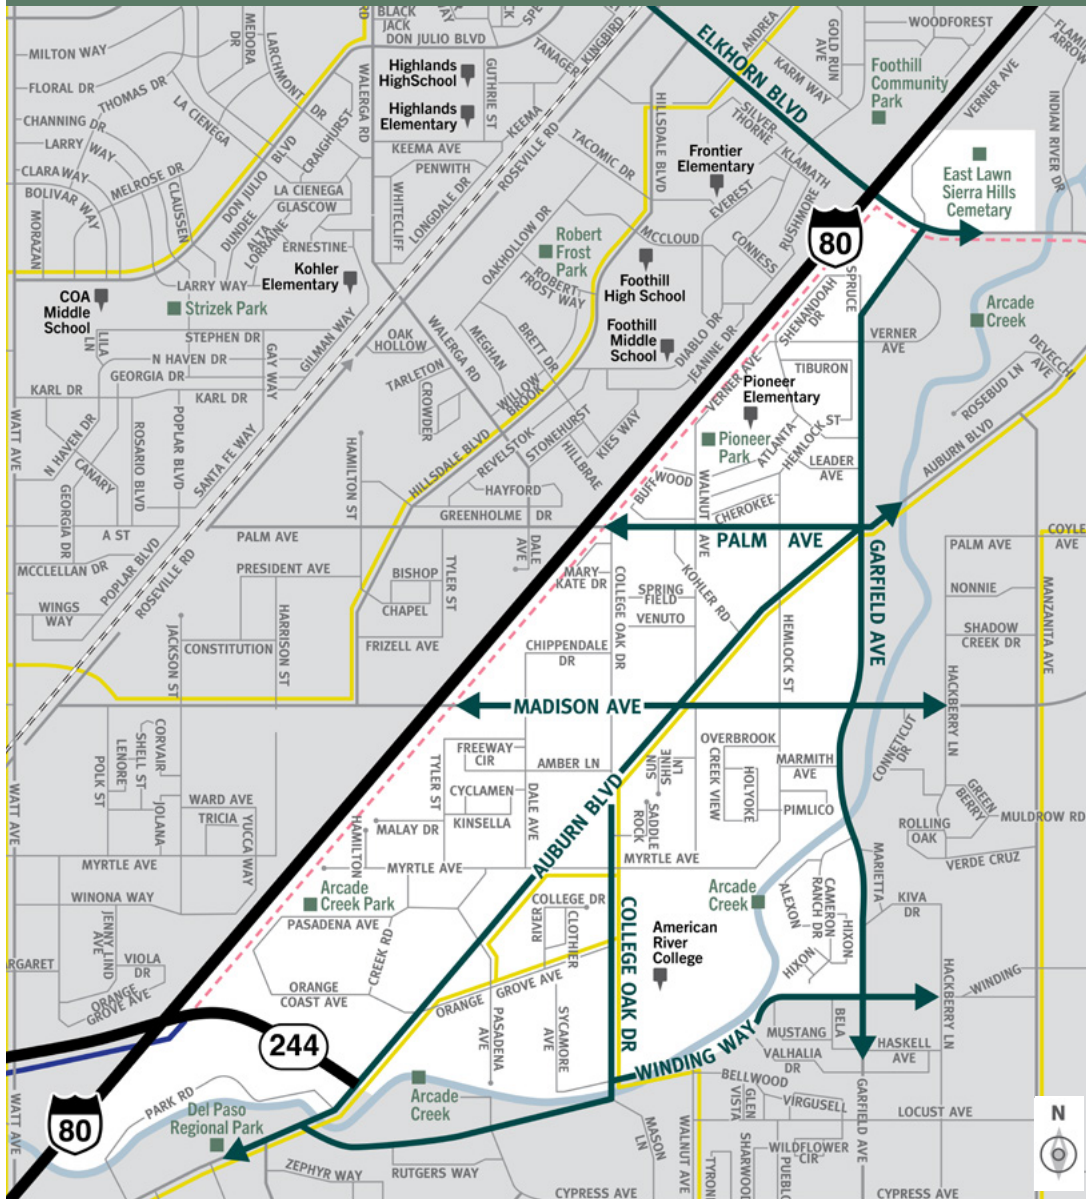 BLACK
JACK
DON JULIO BLVD
MILTON WAY
MEDORA
DR
LARCHMONT DR
FLORAL DR
THOMAS DR
LA CIENEGA
CHANNING DR
LARRY WAY
CLARA WAY
BOLIVAR WAY
MELROSE DR
MORAZAN
CLAUSSEN
CRAIGHURST
DON JULIO BLVD
WALERGA RD
RD
Highlands
HighSchool
Highlands
Elementary
GUTHRIE ST
KEEMA
KEEMA AVE
PENWITH
WHITECLIFF
LONGDALE DR
ROSEVILLE RD
TANAGER
KINGBIRD
SPE
ELKHORN BLVD
ANDREA
KARM WAY
GOLD RUN
AVE
WOODFOREST
Foothill
Community
Park
VERNER AVE
FLAMI
ARROW
INDIAN RIVER DR
HILLSDALE BLVD
SILVER
THORNE
KLAMATH
TACOMIC DR
Frontier
Elementary
EVEREST
RUSHMORE
East Lawn
Sierra Hills
Cemetary
80
LA CIENEGA
GLASCOW
DUNDEE
ALTA
LORAINE
ERNESTINE
LARRY WAY
Kohler
Elementary
COA
Middle
School
Strizek Park
OAKHOLLOW DR
Robert
Frost
Park
ROBERT
FROST WAY
MCCLOUD
CONNESS
Foothill
High School
Foothill
Middle
School
DIABLO DR
JEANINE DR
SHENANDOAH
DR
SPRUCE
VERNER
AVE
Arcade
Creek
DEVECCHI
AVE
ROSEBUD LN
AUBURN BLVD
LILA
LN
STEPHEN DR
N HAVEN DR
GEORGIA DR
KARL DR
KARL DR
GAY WAY
GILMAN WAY
OAK
HOLLOW
WALERGA RD
MEGHAN
BRETT DR
WILLOW
BROOK
TARLETON
CROWDER
VERNER AVE
TIBURON
Pioneer
Elementary
Pioneer
Park
ATLANTA
HEMLOCK ST
LEADER
AVE
WATT AVE
N HAVEN DR
CANARY
ROSARIO BLVD
POPLAR BLVD
SANTA FE WAY
HAMILTON ST
HILLSDALE BLVD
REVELSTOK
STONEHURST
HILLBRAE
KIES WAY
HAYFORD
GREENHOLME DR
BUFF WOOD
WALNUT AVE
CHEROKEE
GEORGIA DR
A ST
MCCLELLAN DR
POPLAR BLVD
ROSEVILLE RD
PALM AVE
DALE
AVE
PALM AVE
GARFIELD AVE
PALM AVE
COYLE
AVE
PRESIDENT AVE
BISHOP
CHAPEL
TYLER ST
FRIZELL AVE
MARY
KATE DR
COLLEGE OAK DR
SPRING
FIELD
VENUTO
KOHLER RD
HEMLOCK ST
NONNIE
SHADOW
CREEK DR
MANZANITA AVE
HACKBERRY LN
WINGS
WAY
JACKSON ST
CONSTITUTION
HARRISON ST
CHIPPENDALE
DR
MADISON AVE
CORVAIR
SHELL ST
LENORE
POLK ST
JOLANA
FREEWAY
CIR
AMBER LN
TYLER ST
CYCLAMEN
KINSELLA
DALE AVE
SUN
SHINE
LN
SADDLE
ROCK
OVERBROOK
CREEK VIEW
HOLYOKE
MARMITH
AVE
PIMLICO
CONNETICUT
DR
GREEN
BERRY
MULDROW RD
ROLLING
OAK
VERDE CRUZ
WATT AVE
WARD AVE
TRICIA
YUCCA WAY
MYRTLE AVE
HAMILTON
MALAY DR
MYRTLE AVE
AUBURN BLVD
MYRTLE AVE
WINONA WAY
JENNY LIND
AVE
Arcade
Creek Park
PASADENA AVE
CREEK RD
COLLEGE DR
RIVER
CLOTHIER
COLLEGE OAK DR
American
River
College
Arcade
Creek
ALEXON
CAMERON
RANCH DR
HIXON
HIXON
MARIETTA
KIVA
DR
ARGARET
VIOLA
DR
ORANGE
GROVE AVE
ORANGE
COAST AVE
ORANGE GROVE AVE
PASADENA
AVE
SYCAMORE
AVE
HACKBERRY LN
WINDING
244
WINDING WAY
BELA
MUSTANG
VALHALIA
DR
HASKELL
AVE
WATT AVE
80
PARK RD
Del Paso
Regional Park
Arcade
Creek
BELLWOOD
GLEN
VISTA
VIRGUSELL
GARFIELD AVE
LOCUST AVE
MASON
LN
WALNUT AVE
TYRON
SHARWOOD
WILDFLOWER
CIR
PUEBLO
ZEPHYR WAY
RUTGERS WAY
CYPRESS AVE
CYPRESS AVE
N